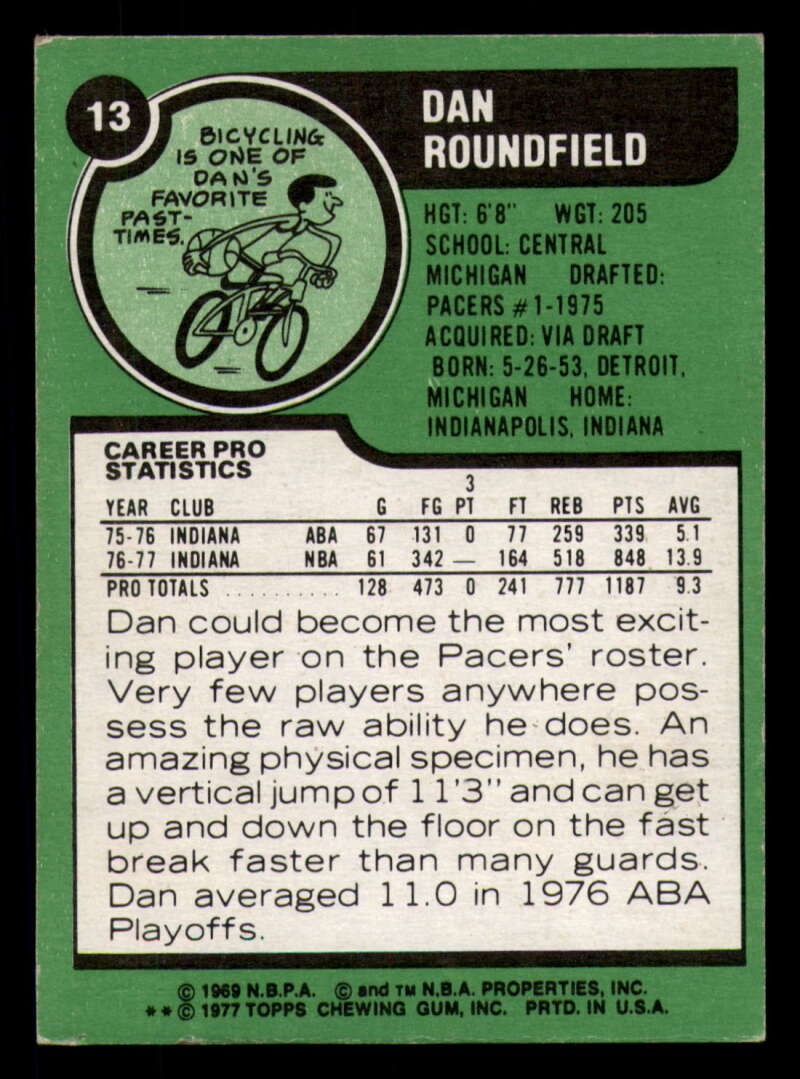 13
BICYCLING
IS ONE OF
DAN'S
FAVORITE
PAST-
TIMES.
DAN
ROUNDFIELD
HGT: 6'8" WGT: 205
SCHOOL: CENTRAL
MICHIGAN DRAFTED:
PACERS #1-1975
ACQUIRED: VIA DRAFT
BORN: 5-26-53, DETROIT,
MICHIGAN HOME:
INDIANAPOLIS, INDIANA
CAREER PRO
STATISTICS
YEAR CLUB G FG 3 PT FT REB PTS AVG
75-76 INDIANA ABA 67 131 0 77 259 339 5.1
76-77 INDIANA NBA 61 342 — 164 518 848 13.9
PRO TOTALS .......... 128 473 0 241 777 1187 9.3
Dan could become the most excit-
ing player on the Pacers' roster.
Very few players anywhere pos-
sess the raw ability he does. An
amazing physical specimen, he has
a vertical jump of 11'3" and can get
up and down the floor on the fast
break faster than many guards.
Dan averaged 11.0 in 1976 ABA
Playoffs.
© 1969 N.B.P.A. © and TM N.B.A. PROPERTIES, INC.
** © 1977 TOPPS CHEWING GUM, INC. PRTD. IN U.S.A.